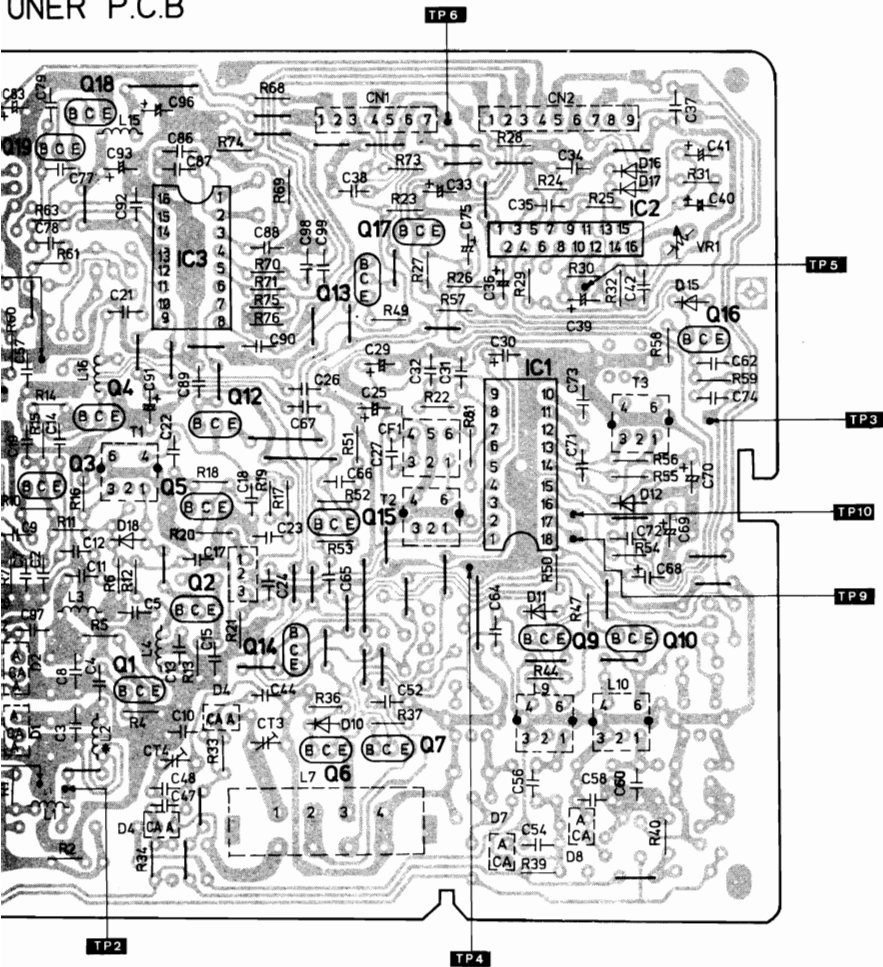 UNER P.C.B
TP6
C83
C79
Q18
B C E
C96
R68
CN1
1 2 3 4 5 6 7
CN2
1 2 3 4 5 6 7 8 9
C37
L15
Q19
B C E
C86
R74
C77
C93
C87
R28
C41
R73
C34
D16
D17
R31
R24
C38
C33
R69
C92
16 1
15 2
14 3
13 4
12 5
11 6
10 7
9 8
IC3
R63
C78
R61
R23
C35
R25
C40
IC2
1 3 5 7 9 11 13 15
2 4 6 8 10 12 14 16
VR1
Q17
B C E
C75
C88
C98
C99
R70
R71
R75
R76
Q13
B C E
R27
R26
C36
R29
R30
R32
C42
TP5
D15
C21
R49
R57
C39
Q16
B C E
R60
C57
C90
C30
R58
C62
R59
C74
L16
C29
C32
C31
IC1
C91
C89
C26
C73
T3
4 6
3 2 1
R14
Q4
B C E
Q12
B C E
C25
R22
9 10
8 11
7 12
6 13
5 14
4 15
3 16
2 17
1 18
TP3
R15
C14
C22
C67
R51
CF1
4 5 6
3 2 1
R81
T1
6 4
3 2 1
C27
C71
R56
R55
C70
Q3
B C E
R16
Q5
B C E
R18
C18
R19
R17
C66
R52
T2
4 6
3 2 1
D12
TP10
Q15
B C E
C9
R11
C12
D18
R20
C23
R53
C72
C69
R54
C17
C11
R6
R12
Q2
B C E
1
2
3
C24
C65
R50
C68
C64
D11
R47
TP9
L3
C5
C97
R5
L4
R21
Q14
B C E
Q9
B C E
Q10
B C E
D2
C8
C4
Q1
B C E
C13
R13
C15
R44
D4
CA A
C44
R36
C52
L9
4 6
3 2 1
L10
4 6
3 2 1
D1
C3
L2
R4
C10
CT3
D10
R37
CT4
R33
L7
Q6
B C E
Q7
B C E
C48
C47
C56
C58
C60
1 2 3 4
L1
D4
CA A
D7
A
CA
C54
A
CA
D8
R40
R2
R34
R39
TP2
TP4